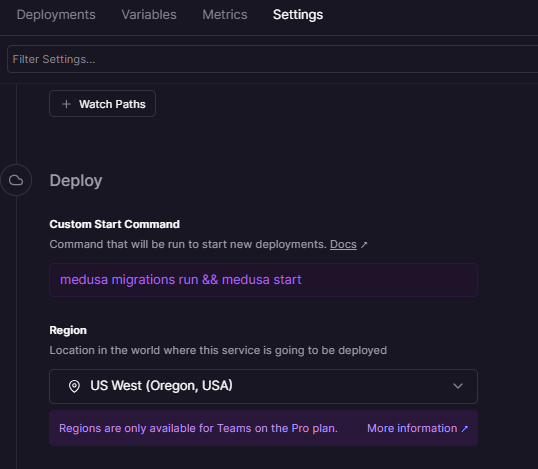 Deployments Variables Metrics Settings
Filter Settings...
+ Watch Paths
Deploy
Custom Start Command
Command that will be run to start new deployments. Docs ↗
medusa migrations run && medusa start
Region
Location in the world where this service is going to be deployed
US West (Oregon, USA)
Regions are only available for Teams on the Pro plan. More information ↗